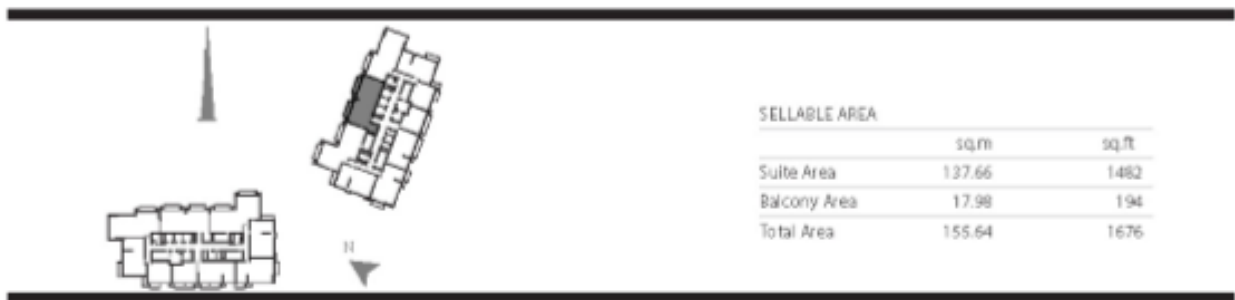 SELLABLE AREA
sq.m sq.ft
Suite Area 137.66 1482
Balcony Area 17.98 194
Total Area 155.64 1676
N